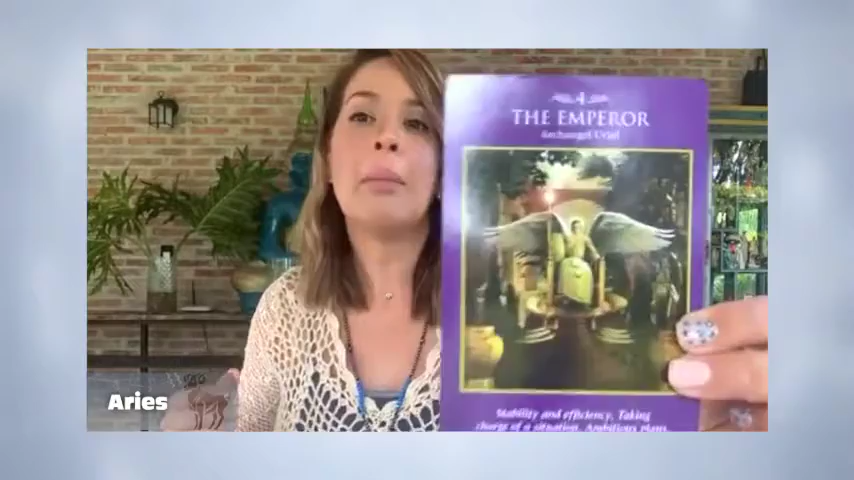 4
THE EMPEROR
Archangel Uriel
Stability and efficiency. Taking
charge of a situation. Ambitious plans.
Aries